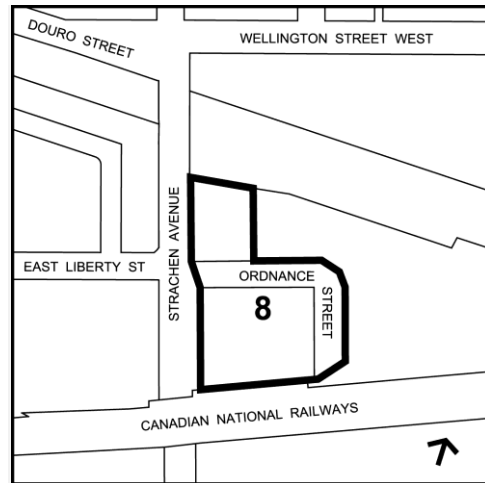 DOURO STREET
WELLINGTON STREET WEST
STRACHEN AVENUE
EAST LIBERTY ST
ORDNANCE
STREET
8
CANADIAN NATIONAL RAILWAYS